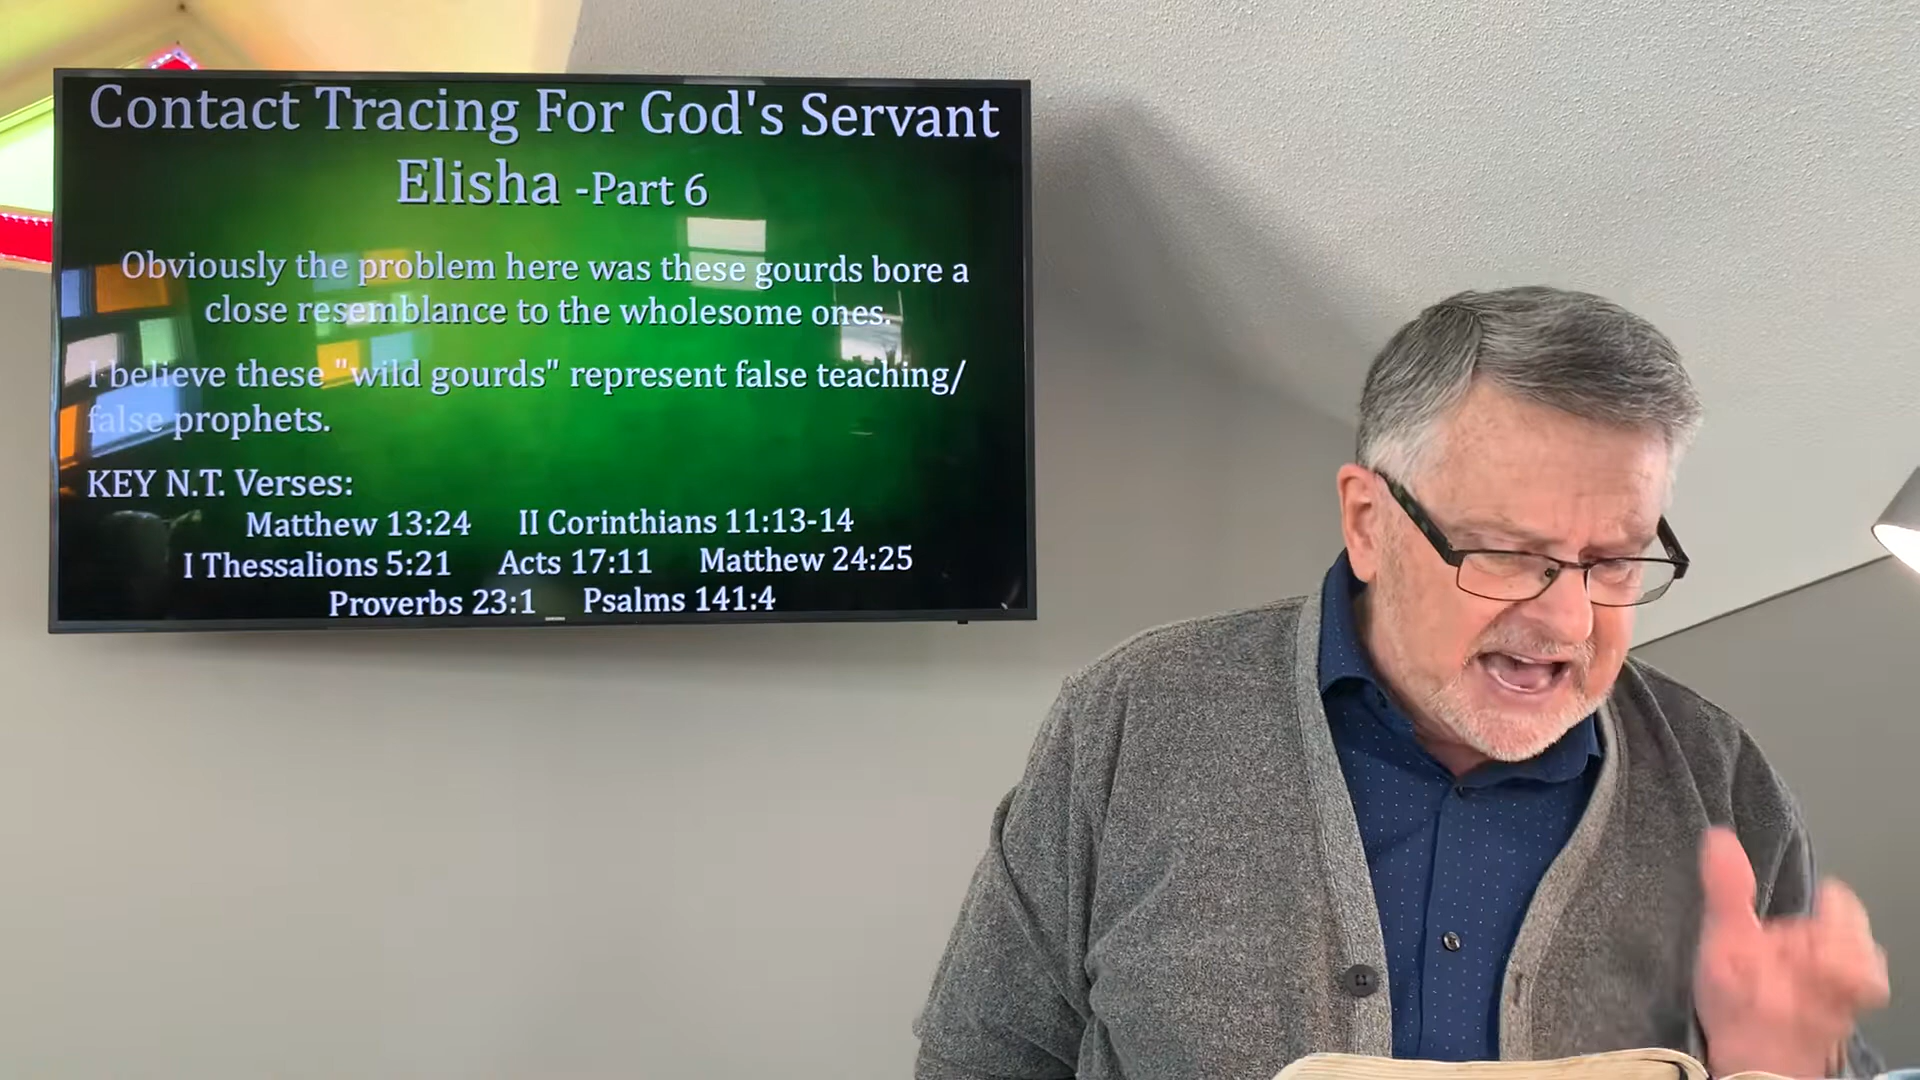 Contact Tracing For God's Servant
Elisha -Part 6
Obviously the problem here was these gourds bore a
close resemblance to the wholesome ones.
I believe these "wild gourds" represent false teaching/
false prophets.
KEY N.T. Verses:
Matthew 13:24 II Corinthians 11:13-14
I Thessalions 5:21 Acts 17:11 Matthew 24:25
Proverbs 23:1 Psalms 141:4